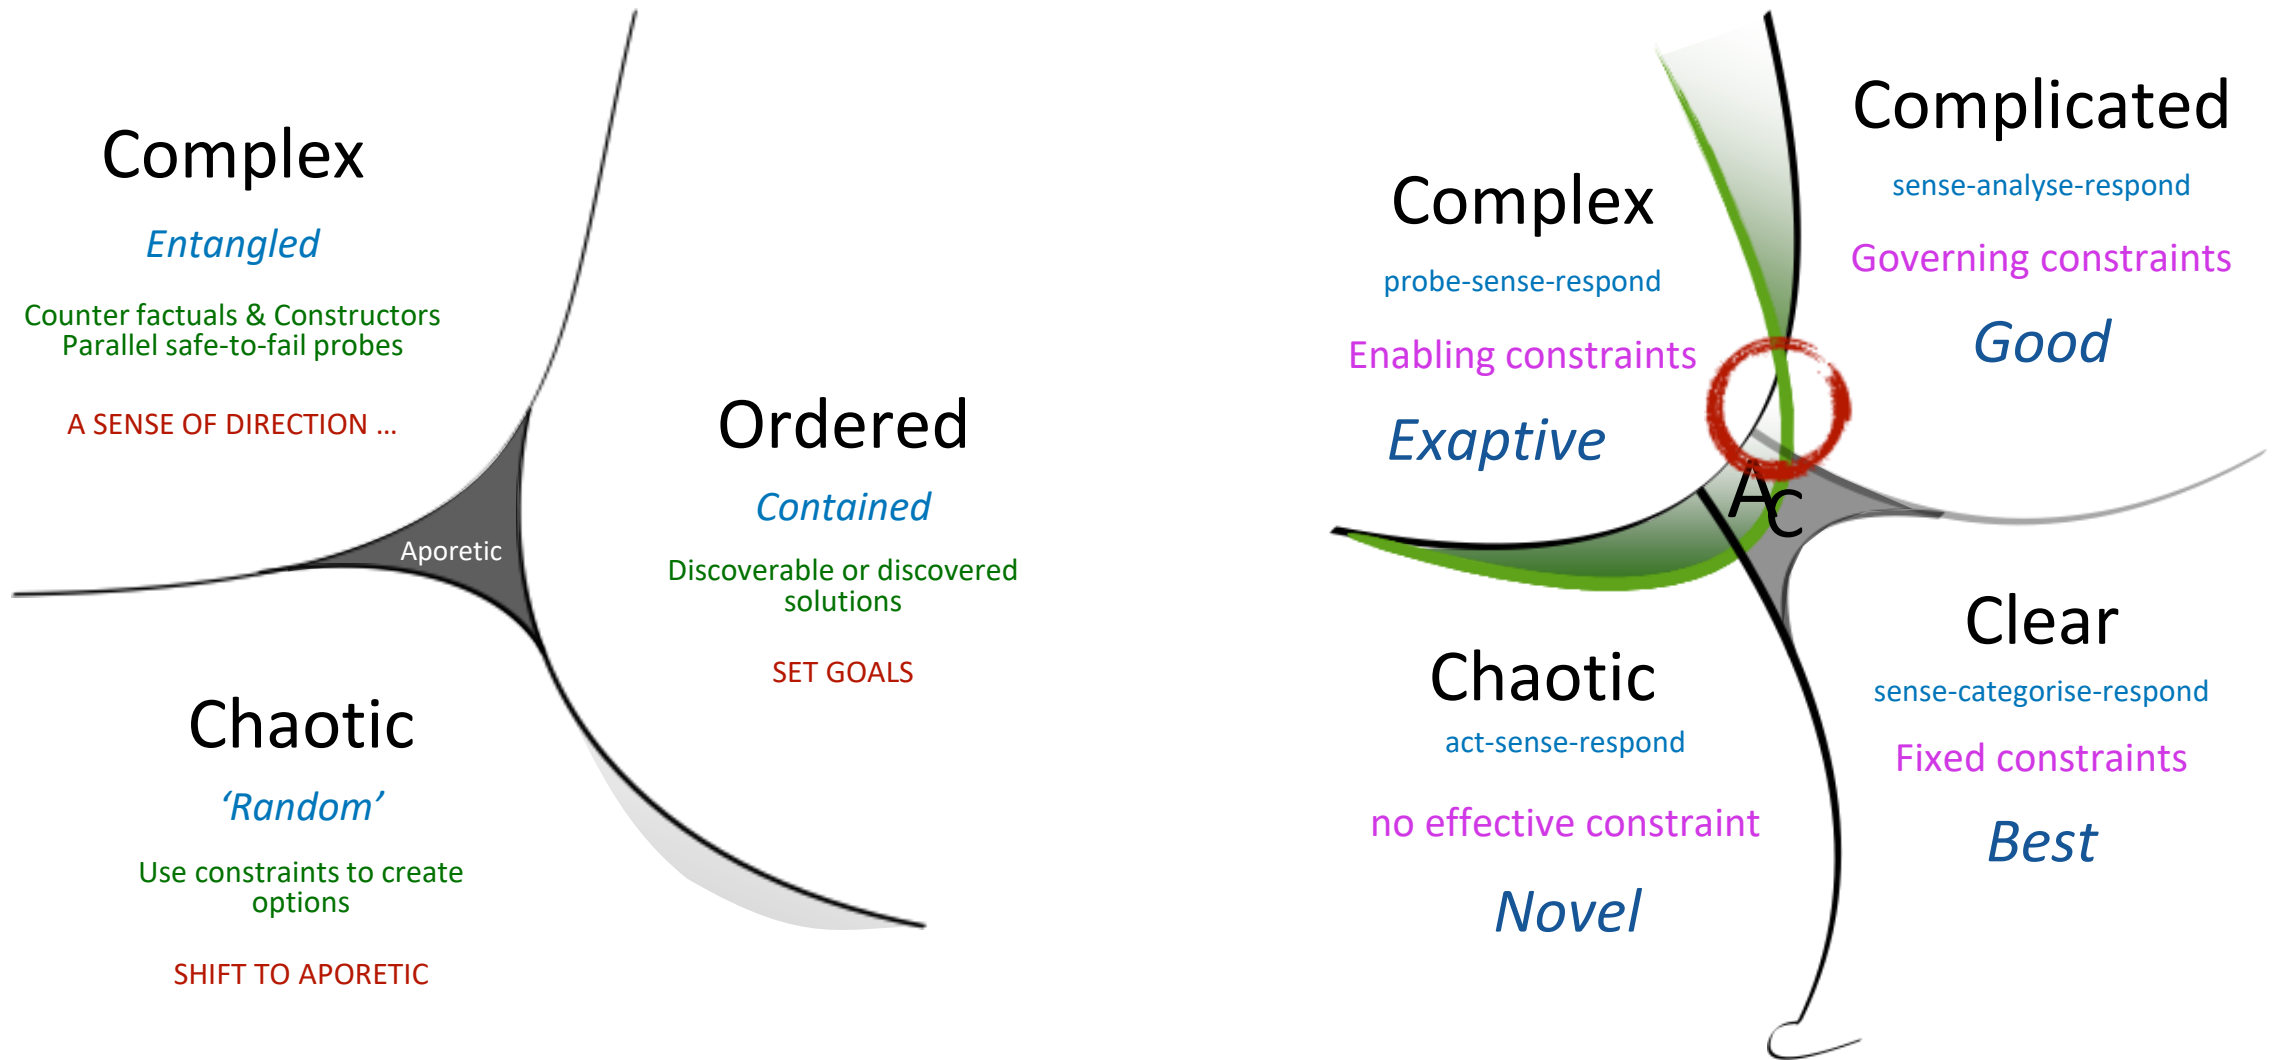 Complex
Entangled
Counter factuals & Constructors
Parallel safe-to-fail probes
A SENSE OF DIRECTION ...
Aporetic
Ordered
Contained
Discoverable or discovered
solutions
SET GOALS
Chaotic
‘Random’
Use constraints to create
options
SHIFT TO APORETIC
Complex
probe-sense-respond
Enabling constraints
Exaptive
Complicated
sense-analyse-respond
Governing constraints
Good
A
C
Chaotic
act-sense-respond
no effective constraint
Novel
Clear
sense-categorise-respond
Fixed constraints
Best